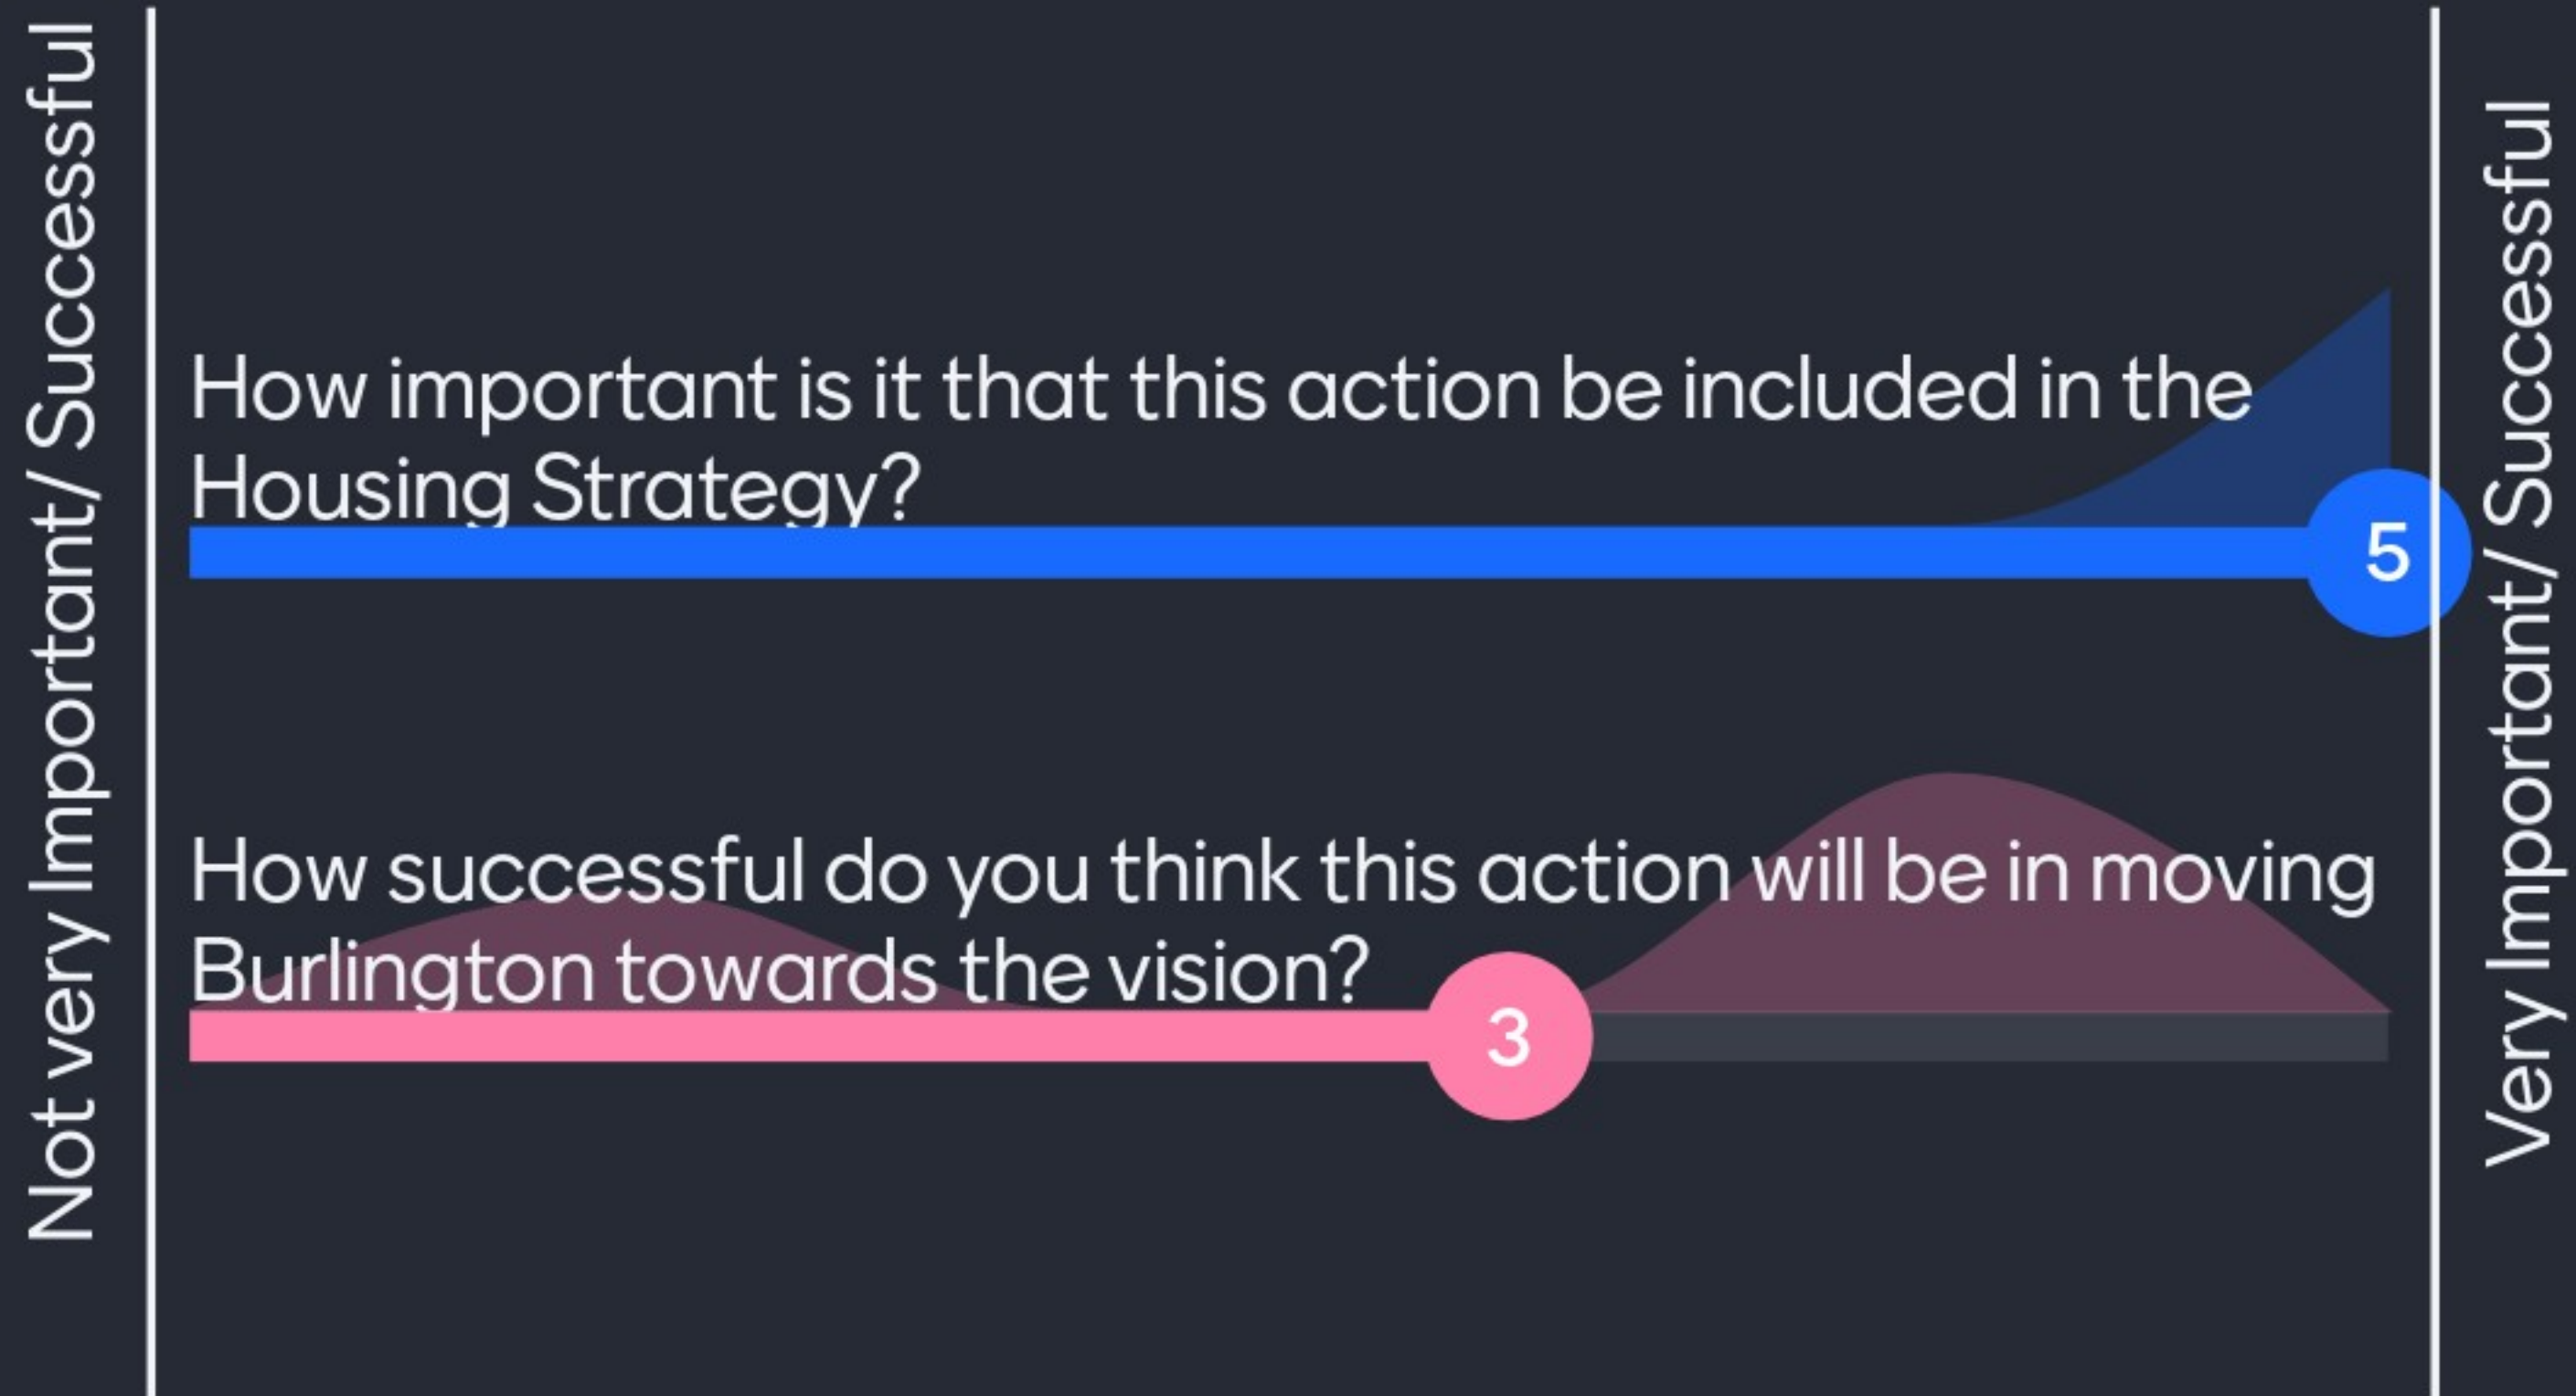 Not very Important/ Successful
How important is it that this action be included in the
Housing Strategy?
5
How successful do you think this action will be in moving
Burlington towards the vision?
3
Very Important/ Successful